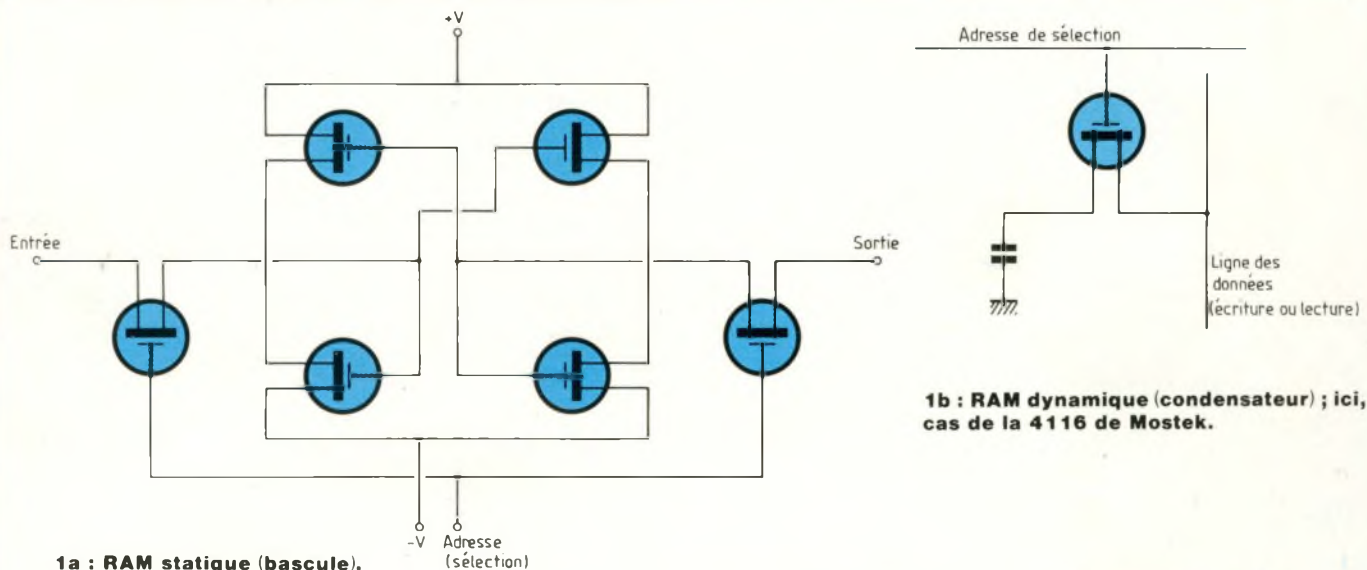 +V
Entrée
Sortie
-V
Adresse
(sélection)
1a : RAM statique (bascule).
Adresse de sélection
Ligne des
données
(écriture ou lecture)
1b : RAM dynamique (condensateur) ; ici,
cas de la 4116 de Mostek.